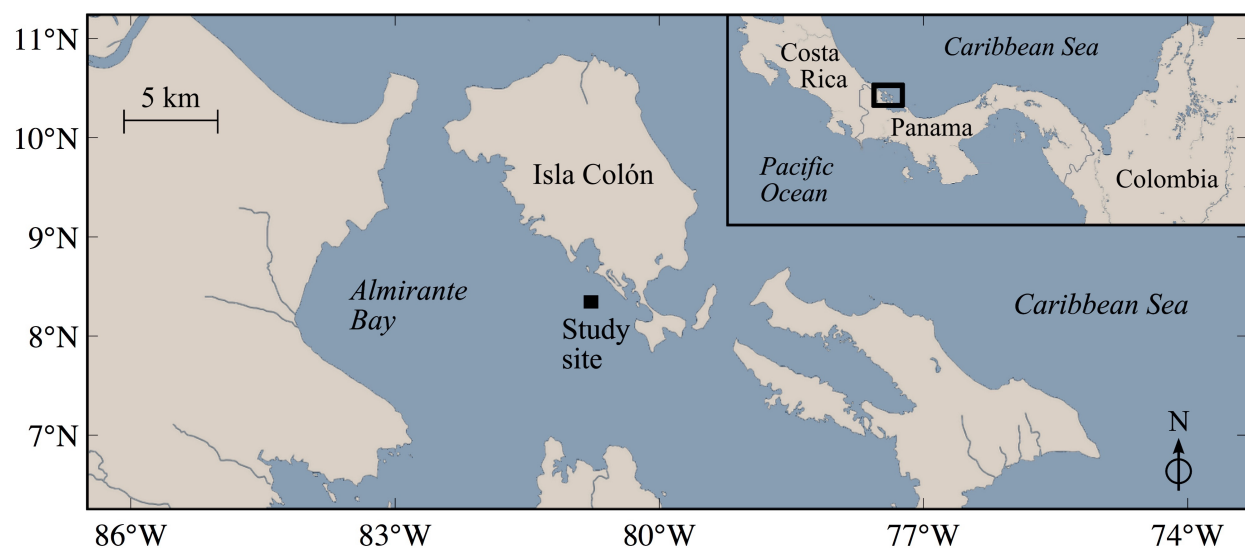 11°N
10°N
9°N
8°N
7°N
86°W
83°W
80°W
77°W
74°W
5 km
Isla Colón
Almirante
Bay
Study
site
Caribbean Sea
N
Costa
Rica
Caribbean Sea
Panama
Pacific
Ocean
Colombia